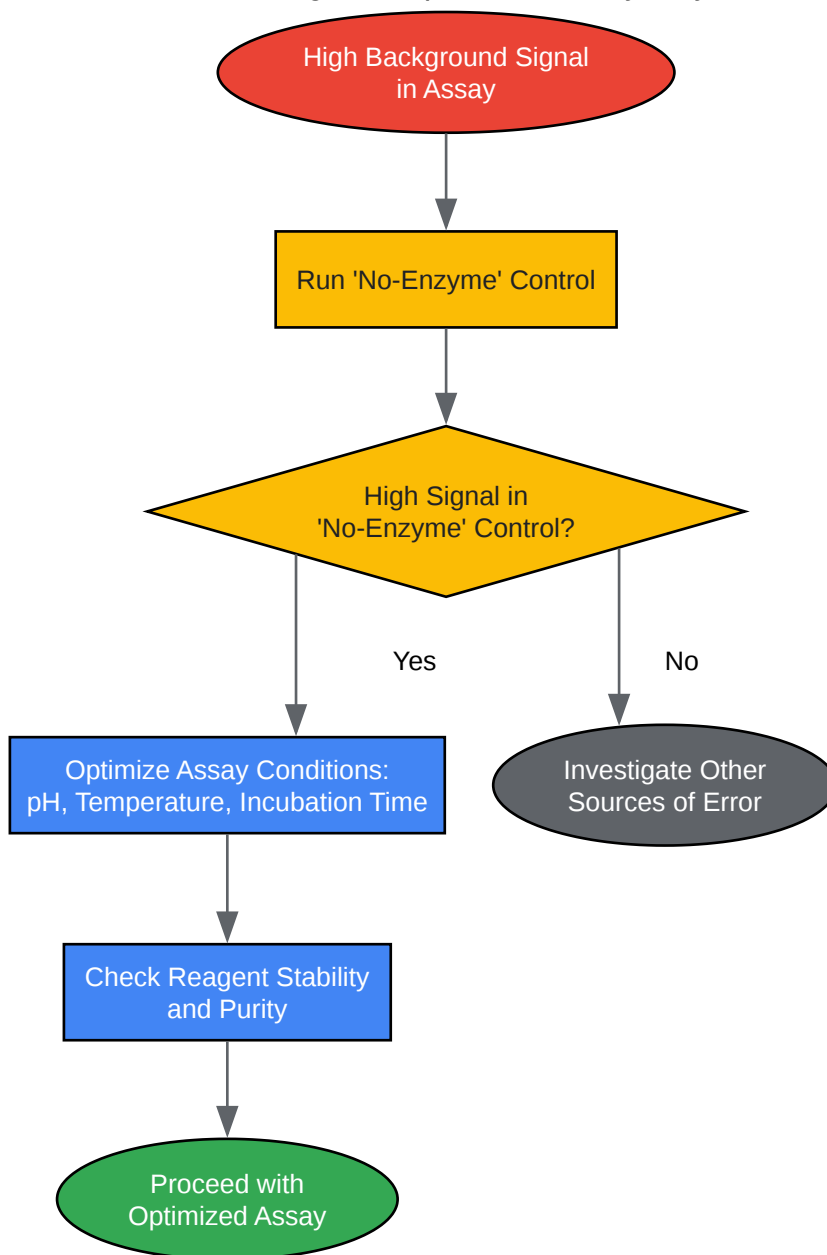 High Background Signal
in Assay
Run 'No-Enzyme' Control
High Signal in
'No-Enzyme' Control?
Yes
No
Optimize Assay Conditions:
pH, Temperature, Incubation Time
Investigate Other
Sources of Error
Check Reagent Stability
and Purity
Proceed with
Optimized Assay